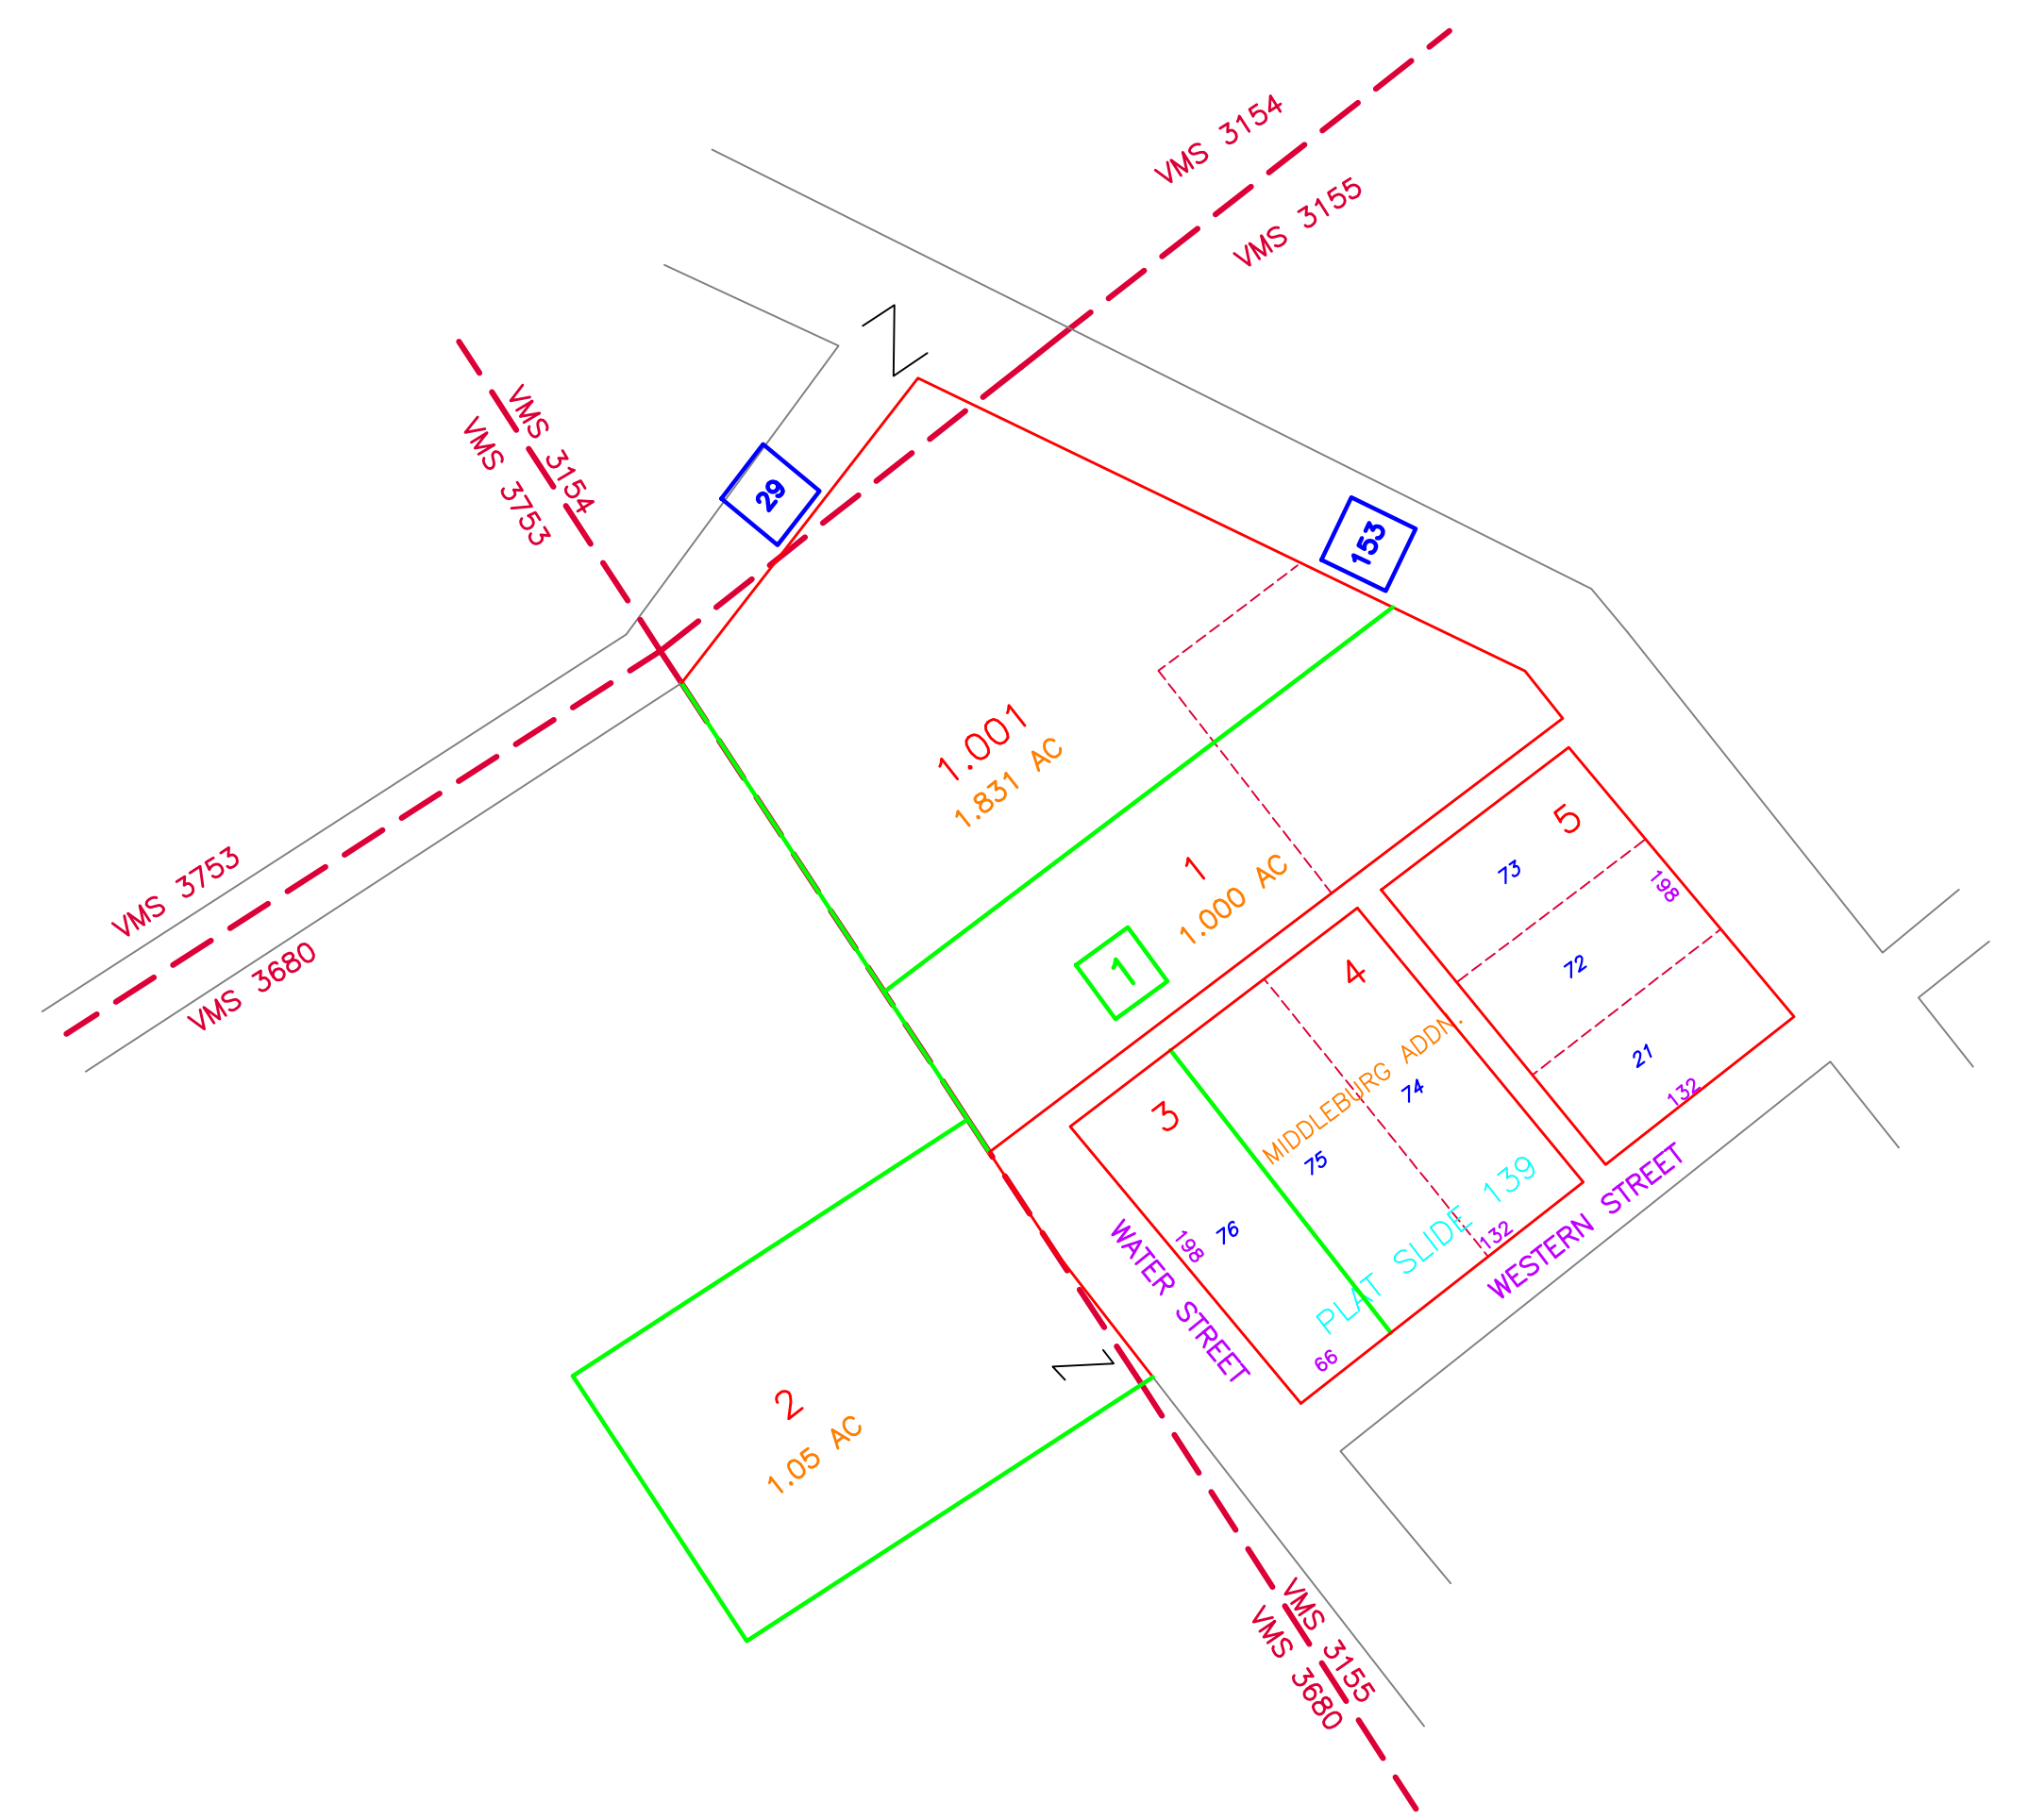 VMS 3154
VMS 3155
VMS 3154
VMS 3753
29
153
1.001
1.831 AC
5
73
198
VMS 3753
VMS 3680
1
1.000 AC
1
4
72
MIDDLEBURG ADDN.
74
21
132
3
75
76
198
PLAT SLIDE 139
132
WATER STREET
WESTERN STREET
66
2
1.05 AC
VMS 3155
VMS 3680